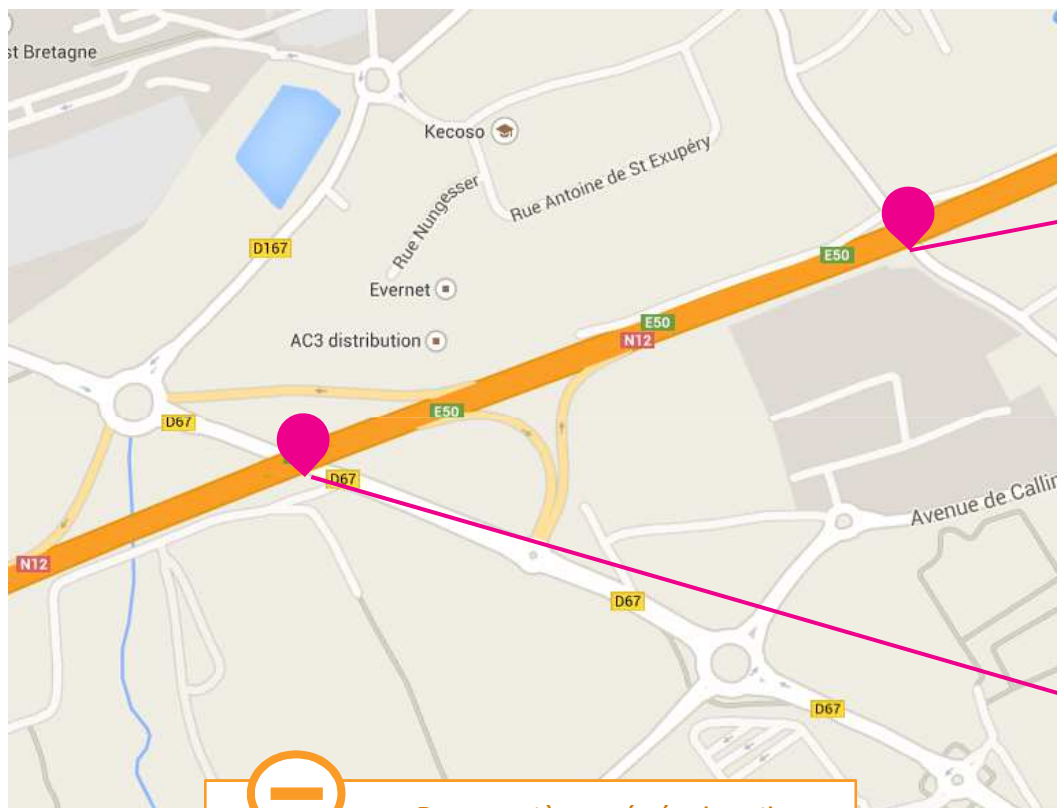 st Bretagne
Kecoso
Rue Antoine de St Exupéry
Rue Nungesser
D167
E50
Evernet
E50
AC3 distribution
N12
E50
D67
D67
Avenue de Callin
N12
D67
D67